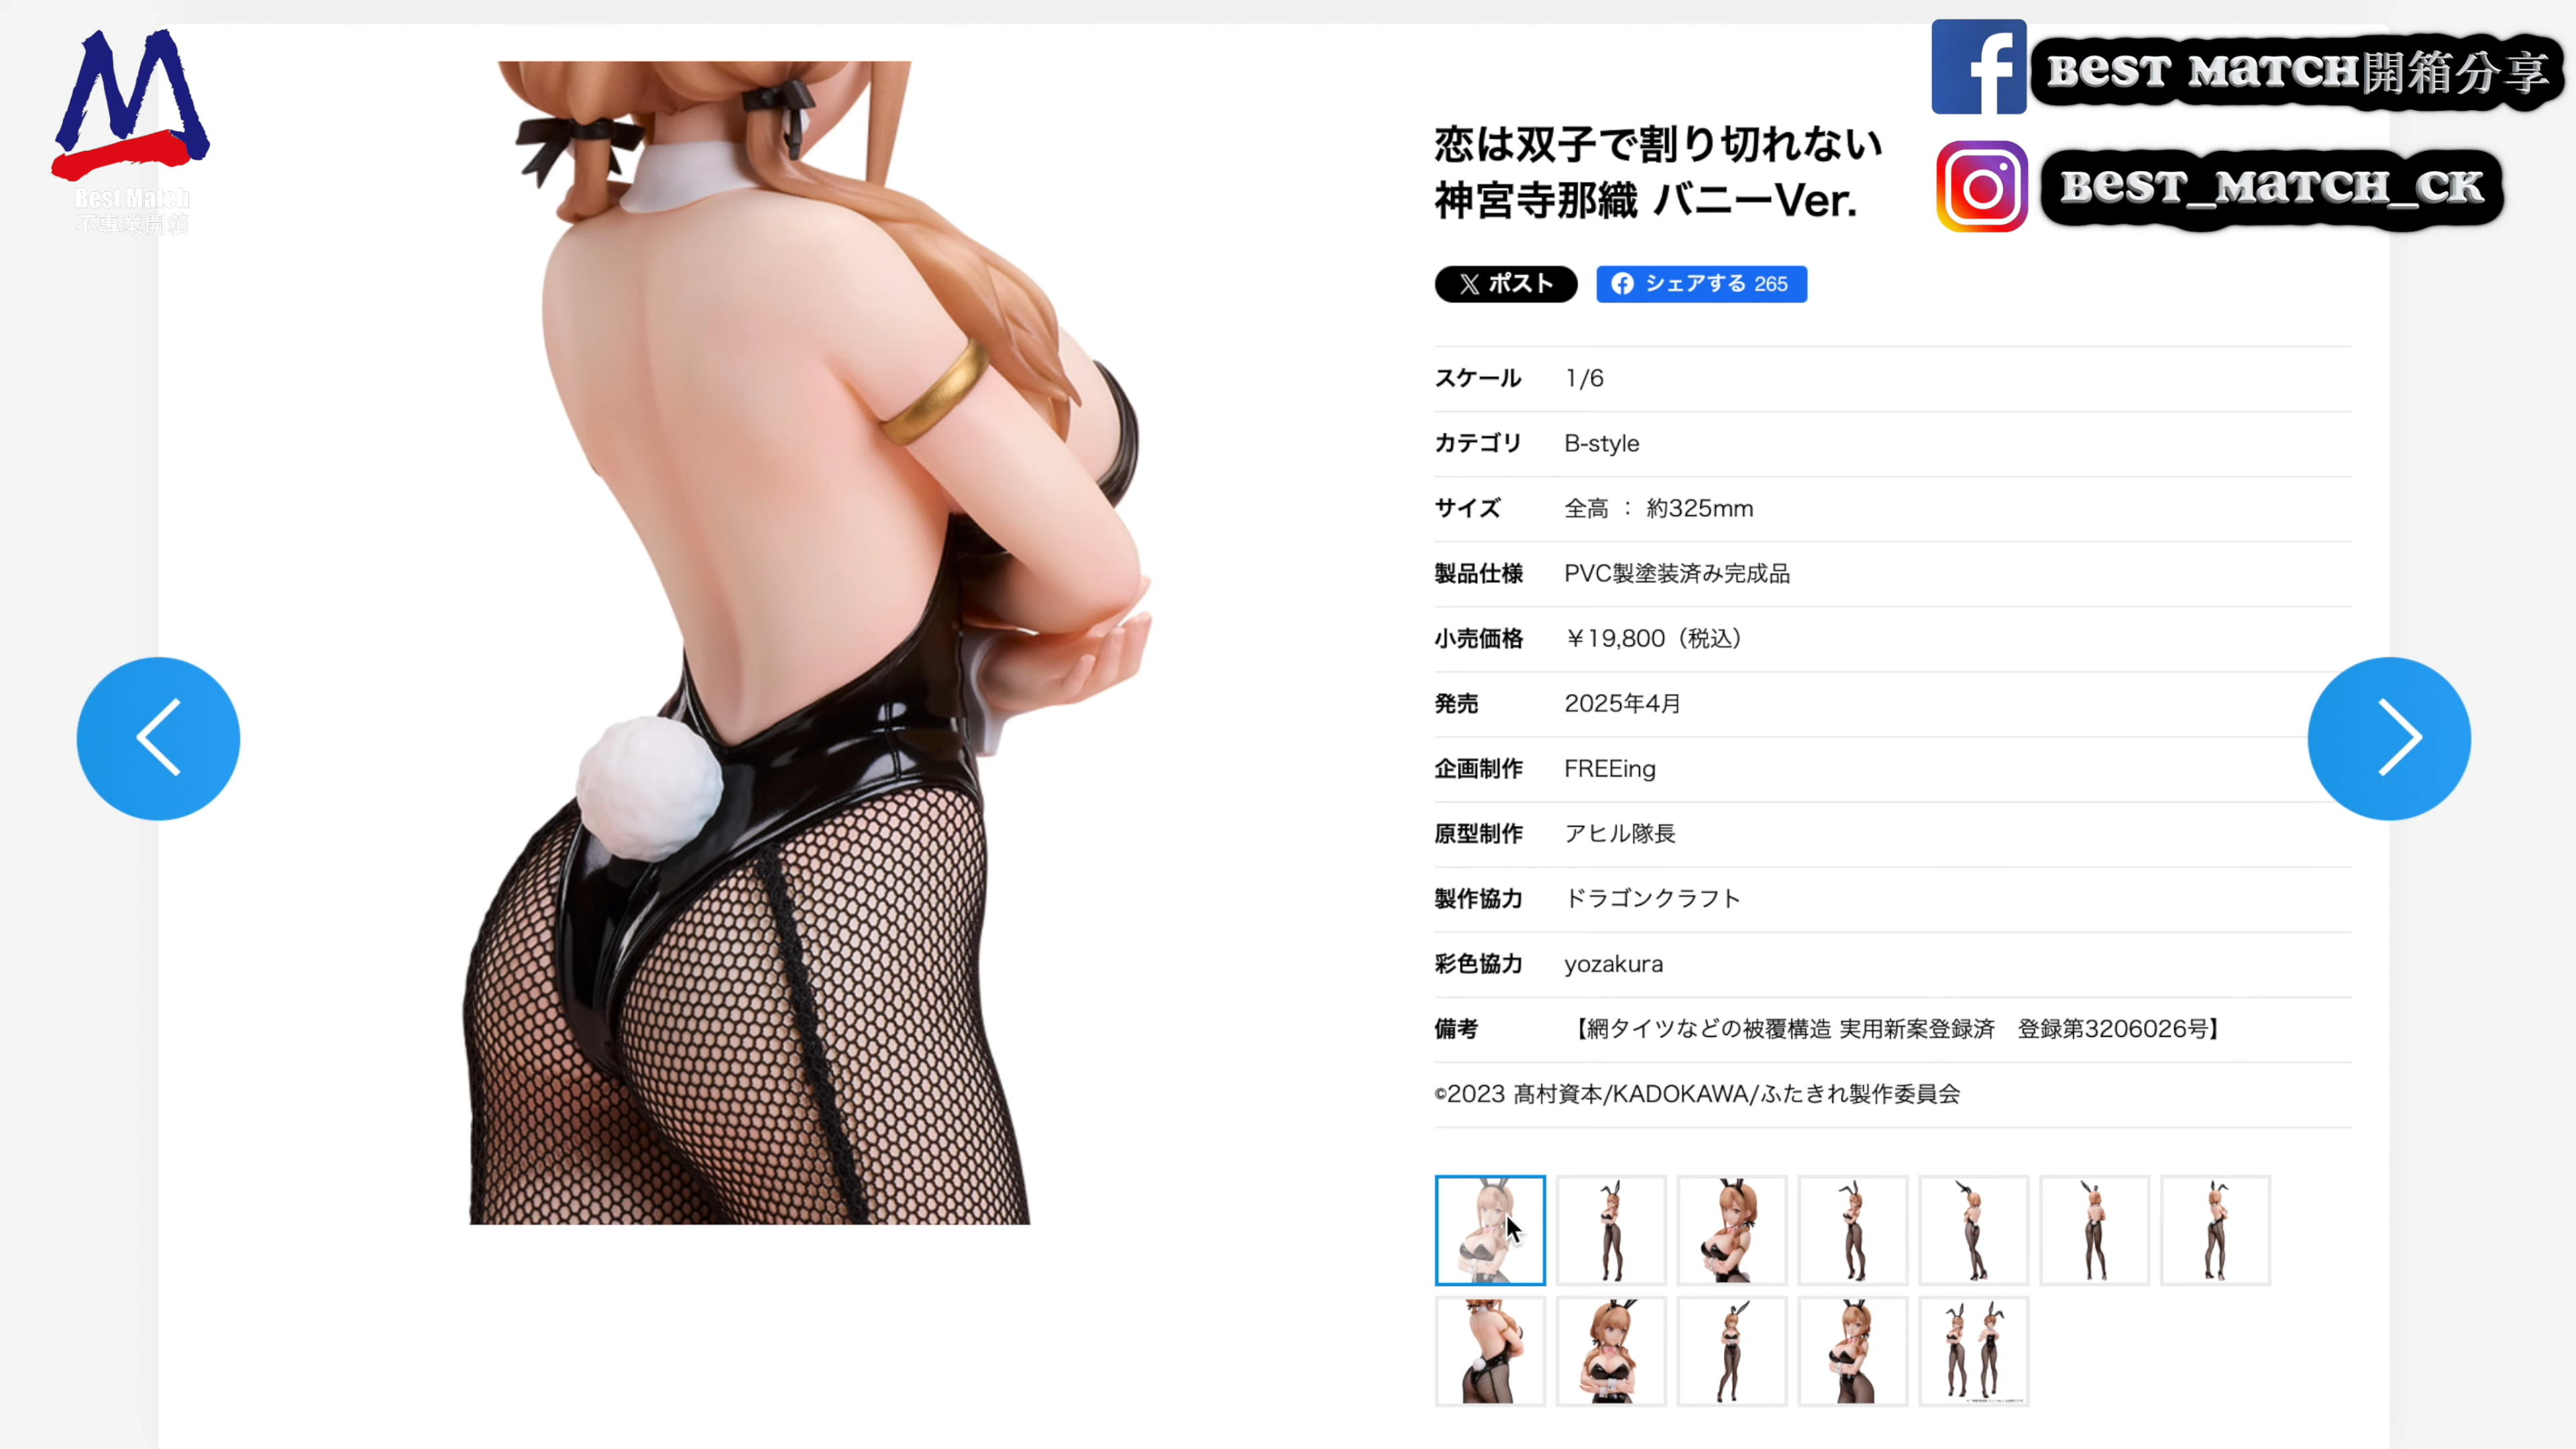 Best Match
不專業開箱
BEST MATCH開箱分享
BEST_MATCH_CK
恋は双子で割り切れない
神宮寺那織 バニーVer.
ポスト
シェアする 265
スケール 1/6
カテゴリ B-style
サイズ 全高 : 約325mm
製品仕様 PVC製塗装済み完成品
小売価格 ￥19,800（税込）
発売 2025年4月
企画制作 FREEing
原型制作 アヒル隊長
製作協力 ドラゴンクラフト
彩色協力 yozakura
備考 【網タイツなどの被覆構造 実用新案登録済　登録第3206026号】
©2023 髙村資本/KADOKAWA/ふたきれ製作委員会